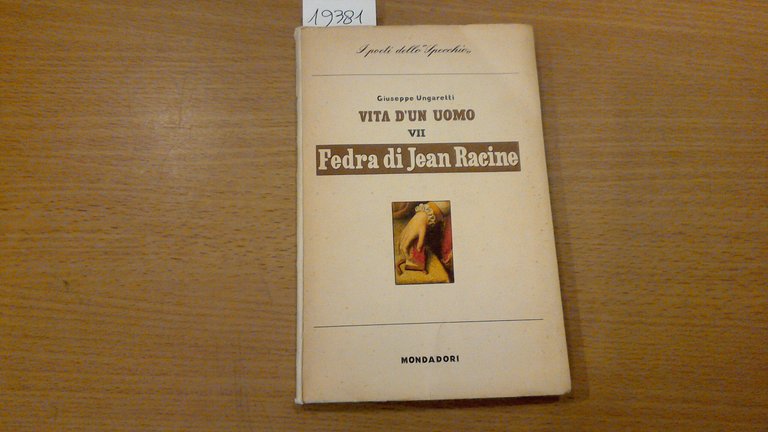 19381
I poeti dello "Specchio"
Giuseppe Ungaretti
VITA D'UN UOMO
VII
Fedra di Jean Racine
MONDADORI